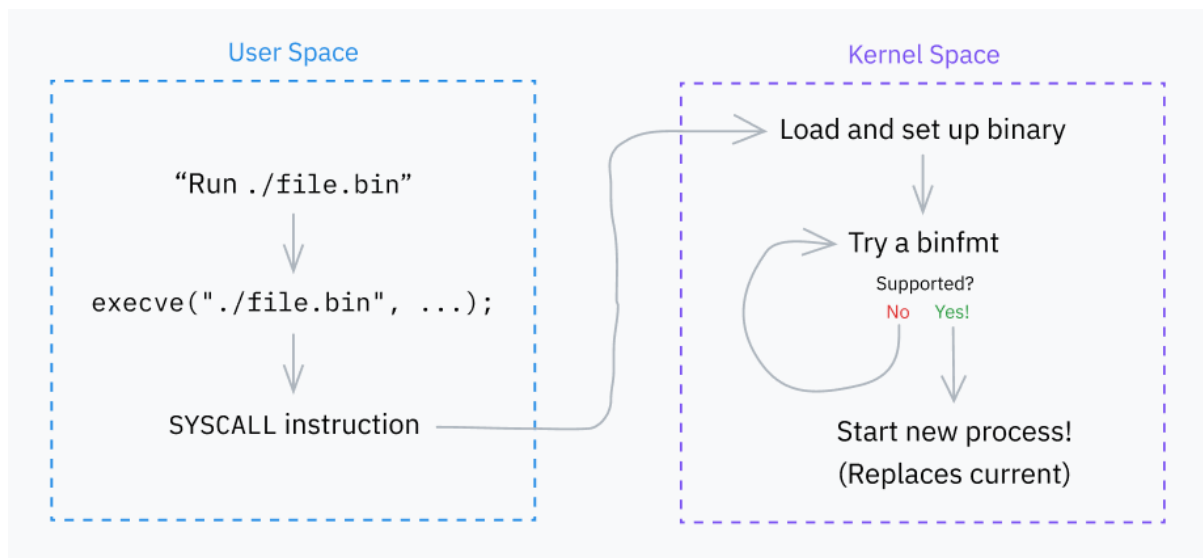 User Space
“Run ./file.bin”
execve("./file.bin", ...);
SYSCALL instruction
Kernel Space
Load and set up binary
Try a binfmt
Supported?
No Yes!
Start new process!
(Replaces current)